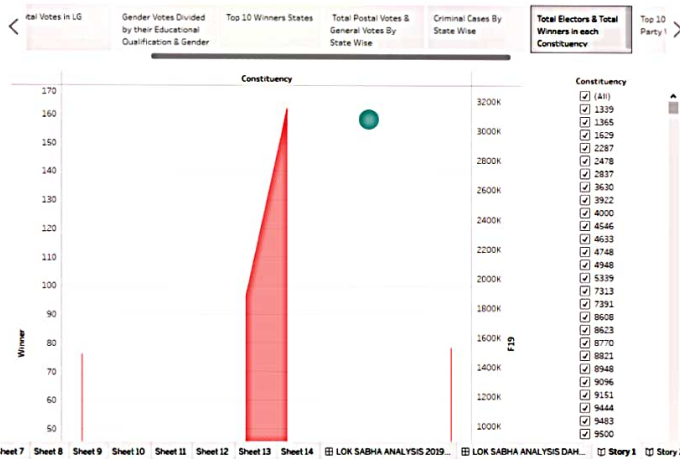 tal Votes in LG
Gender Votes Divided
by their Educational
Qualification & Gender
Top 10 Winners States
Total Postal Votes &
General Votes By
State Wise
Criminal Cases By
State Wise
Total Electors & Total
Winners in each
Constituency
Top 10
Party
Constituency
170
160
150
140
130
120
110
100
90
80
70
60
50
Winner
3200K
3000K
2800K
2600K
2400K
2200K
2000K
1800K
1600K
1400K
1200K
1000K
F19
Constituency
(All)
1339
1365
1629
2287
2478
2837
3630
3922
4000
4546
4633
4748
4948
5339
7313
7391
8608
8623
8770
8821
8948
9096
9151
9444
9483
9500
heet 7 Sheet 8 Sheet 9 Sheet 10 Sheet 11 Sheet 12 Sheet 13 Sheet 14 LOK SABHA ANALYSIS 2019... LOK SABHA ANALYSIS DAH... Story 1 Story